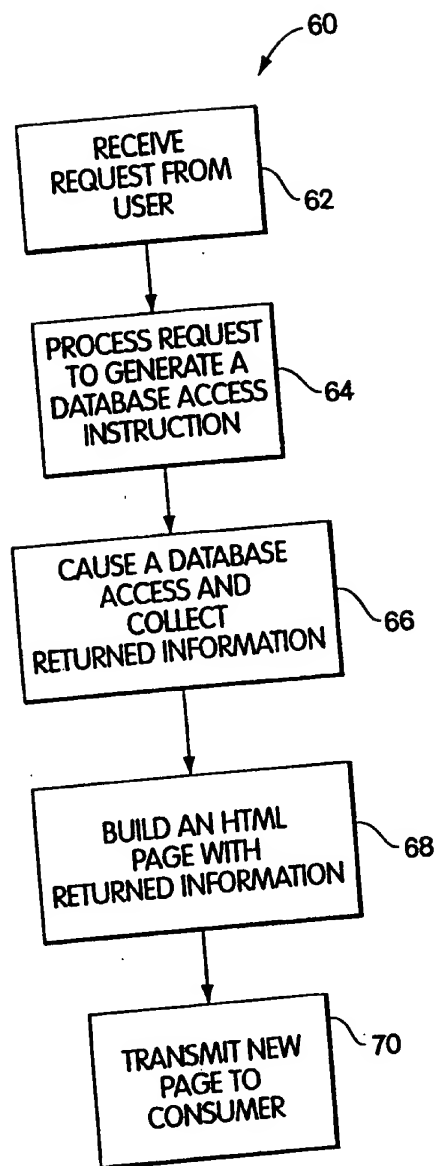 60
RECEIVE
REQUEST FROM
USER
62
PROCESS REQUEST
TO GENERATE A
DATABASE ACCESS
INSTRUCTION
64
CAUSE A DATABASE
ACCESS AND
COLLECT
RETURNED INFORMATION
66
BUILD AN HTML
PAGE WITH
RETURNED INFORMATION
68
TRANSMIT NEW
PAGE TO
CONSUMER
70